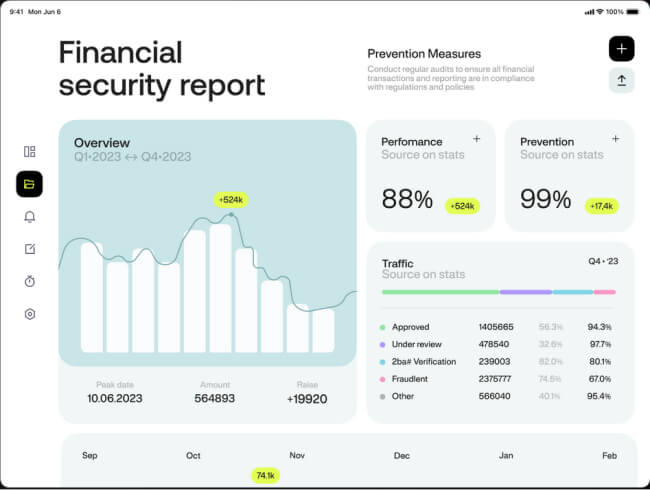 9:41 Mon Jun 6
100%
Financial
security report
Prevention Measures
Conduct regular audits to ensure all financial
transactions and reporting are in compliance
with regulations and policies
Overview
Q1•2023 ↔ Q4•2023
+524k
Peak date
10.06.2023
Amount
564893
Raise
+19920
Perfomance +
Source on stats
88% +524k
Prevention +
Source on stats
99% +17,4k
Traffic Q4 • '23
Source on stats
Approved 1405665 56.3% 94.3%
Under review 478540 32.6% 97.7%
2ba# Verification 239003 82.0% 80.1%
Fraudlent 2375777 74.5% 67.0%
Other 566040 40.1% 95.4%
Sep Oct Nov Dec Jan Feb
74.1k